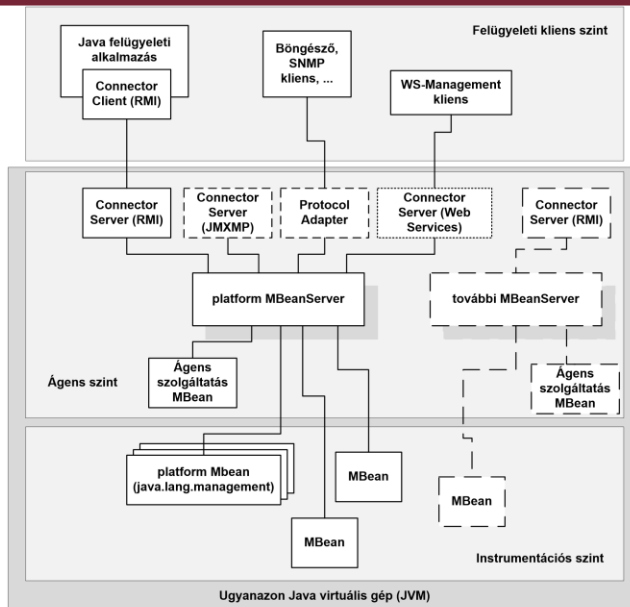 Felügyeleti kliens szint
Java felügyeleti
alkalmazás
Connector
Client (RMI)
Böngésző,
SNMP
kliens, ...
WS-Management
kliens
Connector
Server (RMI)
Connector
Server
(JMXMP)
Protocol
Adapter
Connector
Server (Web
Services)
Connector
Server (RMI)
platform MBeanServer
további MBeanServer
Ágens szint
Ágens
szolgáltatás
MBean
Ágens
szolgáltatás
MBean
platform Mbean
(java.lang.management)
MBean
MBean
MBean
Instrumentációs szint
Ugyanazon Java virtuális gép (JVM)